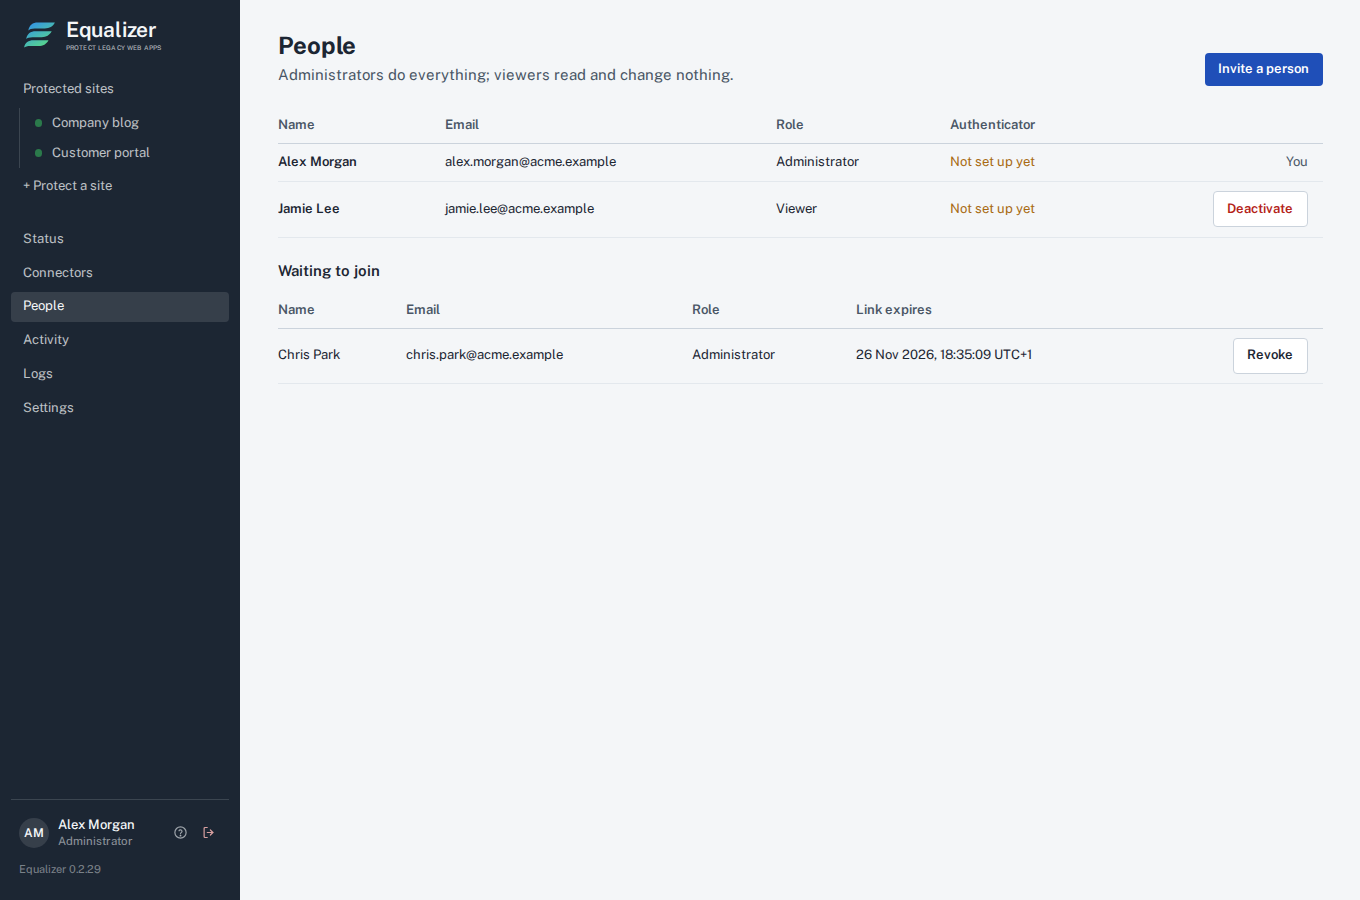 Equalizer
PROTECT LEGACY WEB APPS
Protected sites
Company blog
Customer portal
+ Protect a site
Status
Connectors
People
Activity
Logs
Settings
AM
Alex Morgan
Administrator
Equalizer 0.2.29
People
Administrators do everything; viewers read and change nothing.
Invite a person
Name Email Role Authenticator
Alex Morgan alex.morgan@acme.example Administrator Not set up yet You
Jamie Lee jamie.lee@acme.example Viewer Not set up yet Deactivate
Waiting to join
Name Email Role Link expires
Chris Park chris.park@acme.example Administrator 26 Nov 2026, 18:35:09 UTC+1 Revoke